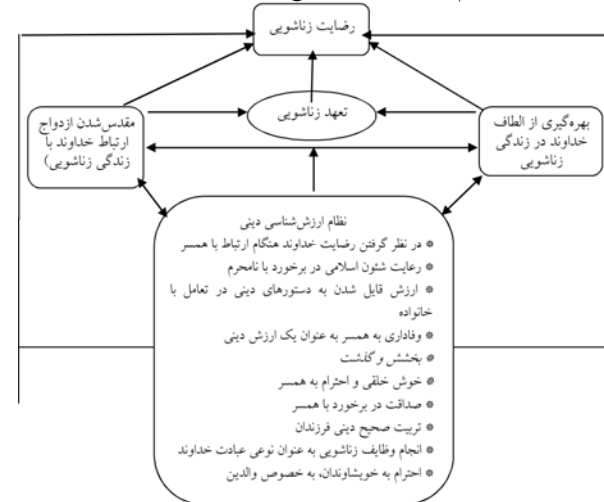 رضایت زناشویی
تعهد زناشویی
بهره‌گیری از الطاف
خداوند در زندگی
زناشویی
مقدس‌شدن ازدواج
ارتباط خداوند با
زندگی زناشویی)
نظام ارزش‌شناسی دینی
* در نظر گرفتن رضایت خداوند هنگام ارتباط با همسر
* رعایت شئون اسلامی در برخورد با نامحرم
* ارزش قایل شدن به دستورهای دینی در تعامل با
خانواده
* وفاداری به همسر به عنوان یک ارزش دینی
* بخشش و گذشت
* خوش خلقی و احترام به همسر
* صداقت در برخورد با همسر
* تربیت صحیح دینی فرزندان
* انجام وظایف زناشویی به عنوان نوعی عبادت خداوند
* احترام به خویشاوندان، به خصوص والدین